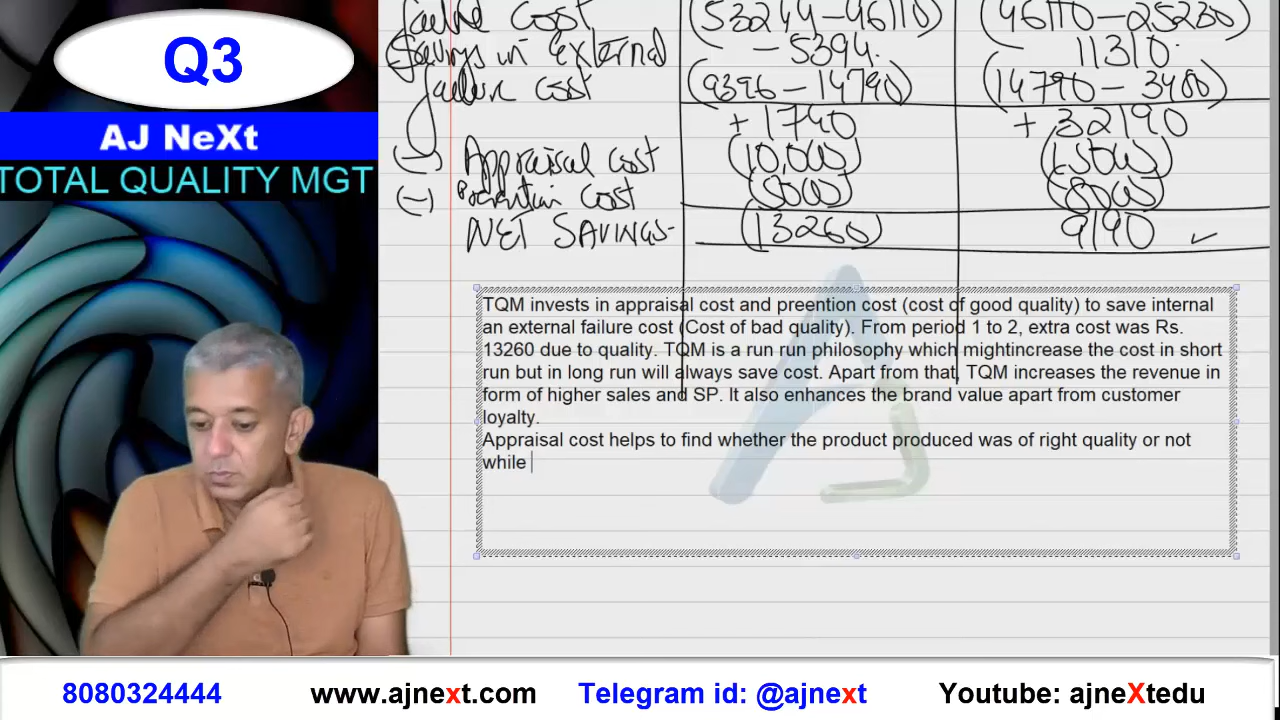 Q3
AJ NeXt
TOTAL QUALITY MGT
failure cost (53244-46110) (46110-25230)
Savings in external -5394. 11310.
failure cost (9396-14790) (14790-3480)
+1740 +32190
(-) Appraisal cost (10,000) (15000)
(-) Prevention cost (5000) (8000)
NET SAVINGS- (13260) 9190 ✓
TQM invests in appraisal cost and preention cost (cost of good quality) to save internal
an external failure cost (Cost of bad quality). From period 1 to 2, extra cost was Rs.
13260 due to quality. TQM is a run run philosophy which mightincrease the cost in short
run but in long run will always save cost. Apart from that, TQM increases the revenue in
form of higher sales and SP. It also enhances the brand value apart from customer
loyalty.
Appraisal cost helps to find whether the product produced was of right quality or not
while
8080324444 www.ajnext.com Telegram id: @ajnext Youtube: ajneXtedu